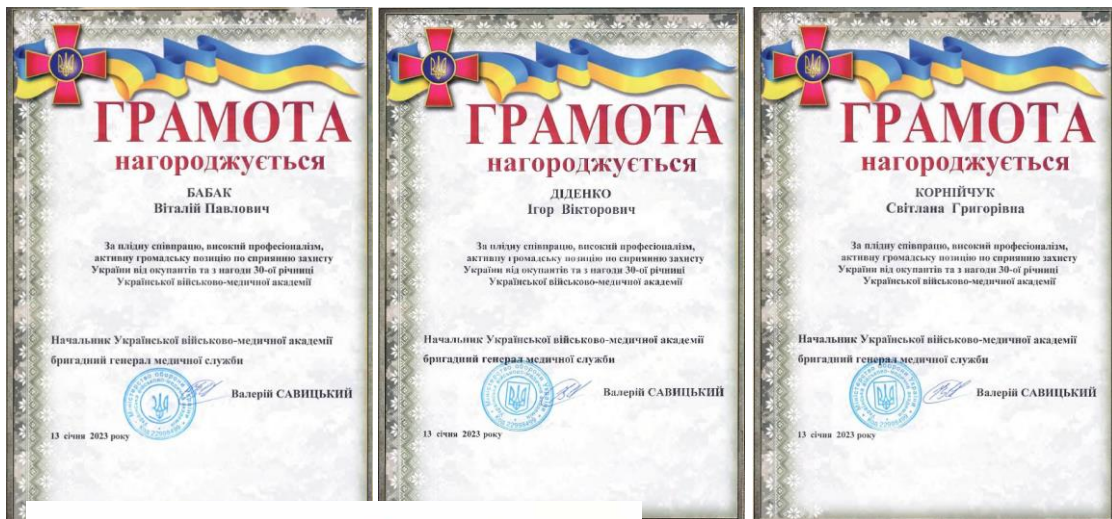 ГРАМОТА
нагороджується
БАБАК
Віталій Павлович
За плідну співпрацю, високий професіоналізм,
активну громадську позицію по сприянню захисту
України від окупантів та з нагоди 30-ої річниці
Української військово-медичної академії
Начальник Української військово-медичної академії
бригадний генерал медичної служби
Валерій САВИЦЬКИЙ
13 січня 2023 року
ГРАМОТА
нагороджується
ДІДЕНКО
Ігор Вікторович
За плідну співпрацю, високий професіоналізм,
активну громадську позицію по сприянню захисту
України від окупантів та з нагоди 30-ої річниці
Української військово-медичної академії
Начальник Української військово-медичної академії
бригадний генерал медичної служби
Валерій САВИЦЬКИЙ
13 січня 2023 року
ГРАМОТА
нагороджується
КОРНІЙЧУК
Світлана Григорівна
За плідну співпрацю, високий професіоналізм,
активну громадську позицію по сприянню захисту
України від окупантів та з нагоди 30-ої річниці
Української військово-медичної академії
Начальник Української військово-медичної академії
бригадний генерал медичної служби
Валерій САВИЦЬКИЙ
13 січня 2023 року